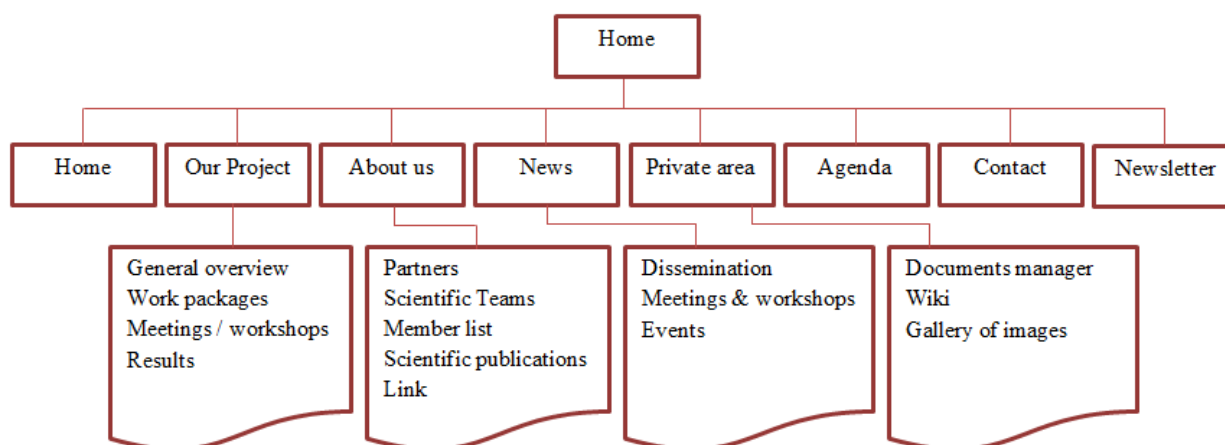 Home
Home
Our Project
About us
News
Private area
Agenda
Contact
Newsletter
General overview
Work packages
Meetings / workshops
Results
Partners
Scientific Teams
Member list
Scientific publications
Link
Dissemination
Meetings & workshops
Events
Documents manager
Wiki
Gallery of images